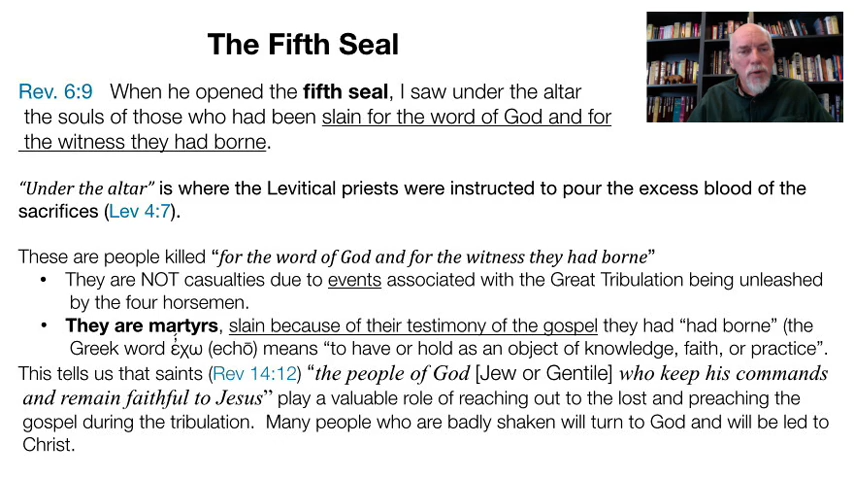 The Fifth Seal
Rev. 6:9 When he opened the fifth seal, I saw under the altar
the souls of those who had been slain for the word of God and for
the witness they had borne.
“Under the altar” is where the Levitical priests were instructed to pour the excess blood of the
sacrifices (Lev 4:7).
These are people killed “for the word of God and for the witness they had borne”
• They are NOT casualties due to events associated with the Great Tribulation being unleashed
by the four horsemen.
• They are martyrs, slain because of their testimony of the gospel they had “had borne” (the
Greek word ἔχω (echō) means “to have or hold as an object of knowledge, faith, or practice”.
This tells us that saints (Rev 14:12) “the people of God [Jew or Gentile] who keep his commands
and remain faithful to Jesus” play a valuable role of reaching out to the lost and preaching the
gospel during the tribulation. Many people who are badly shaken will turn to God and will be led to
Christ.